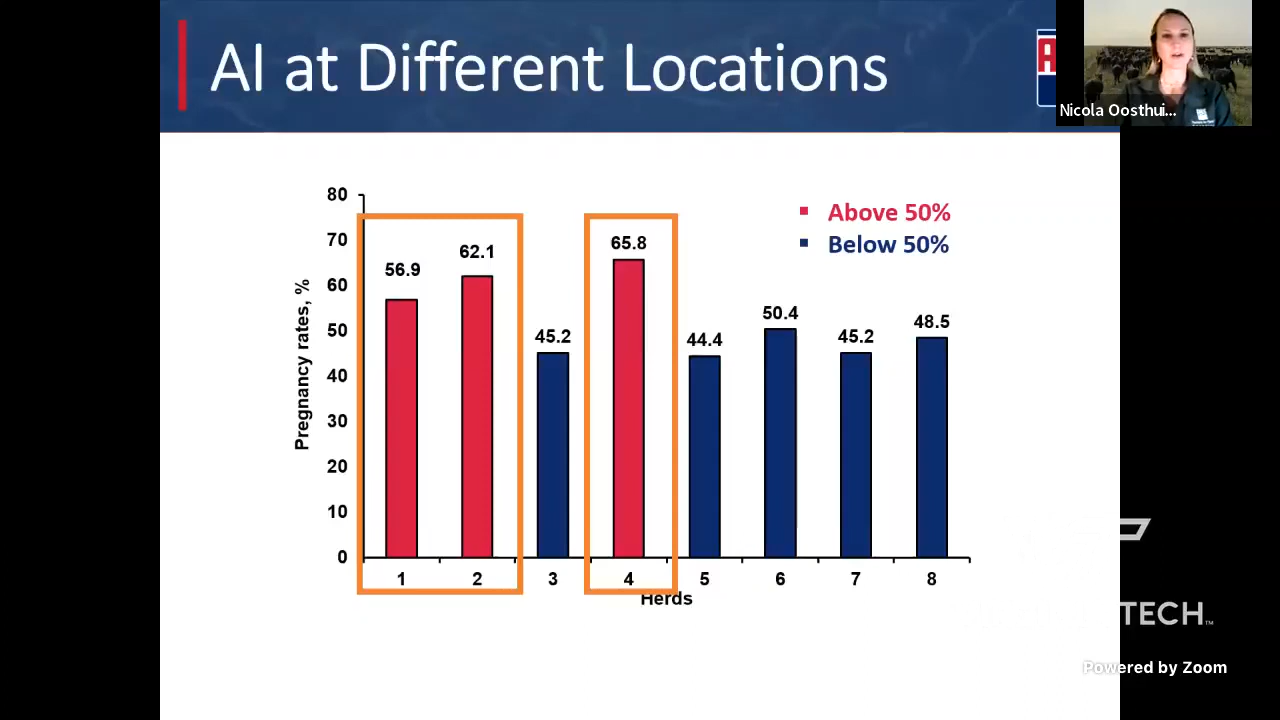 AI at Different Locations
A
Nicola Oosthui...
Above 50%
Below 50%
Pregnancy rates, %
80
70
60
50
40
30
20
10
0
56.9
62.1
45.2
65.8
44.4
50.4
45.2
48.5
1 2 3 4 5 6 7 8
Herds
TECH™
Powered by Zoom